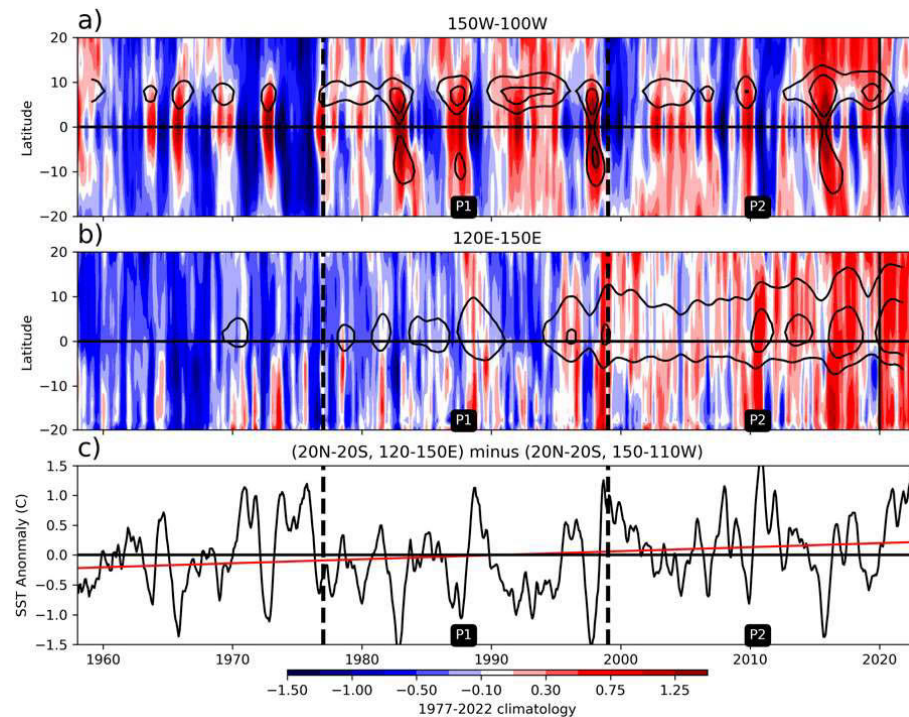 a)
150W-100W
20
10
0
−10
−20
Latitude
P1
P2
b)
120E-150E
20
10
0
−10
−20
Latitude
P1
P2
c)
(20N-20S, 120-150E) minus (20N-20S, 150-110W)
1.5
1.0
0.5
0.0
−0.5
−1.0
−1.5
SST Anonmaly (C)
P1
P2
1960 1970 1980 1990 2000 2010 2020
−1.50 −1.00 −0.50 −0.10 0.30 0.75 1.25
1977-2022 climatology